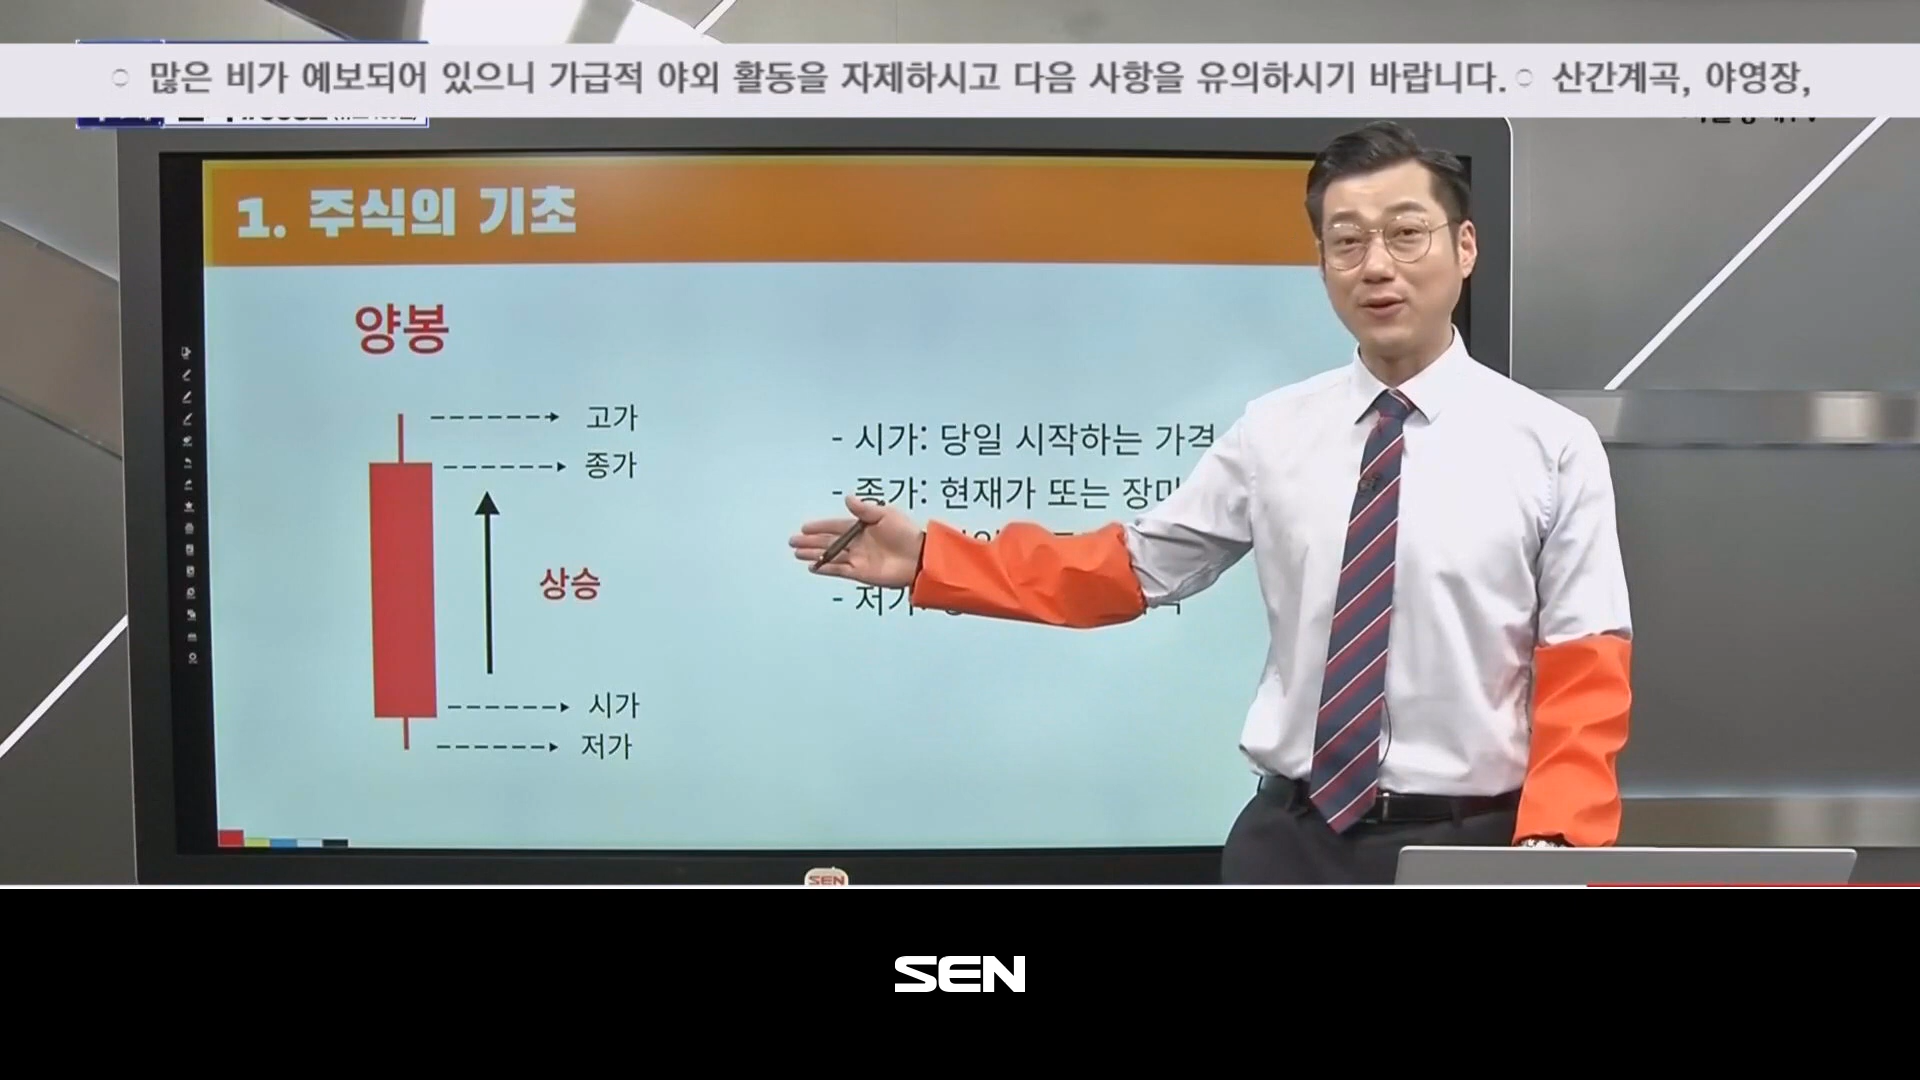 많은 비가 예보되어 있으니 가급적 야외 활동을 자제하시고 다음 사항을 유의하시기 바랍니다. 산간계곡, 야영장,
1. 주식의 기초
양봉
고가
종가
상승
시가
저가
- 시가: 당일 시작하는 가격
- 종가: 현재가 또는
- 저가:
SEN
SEN